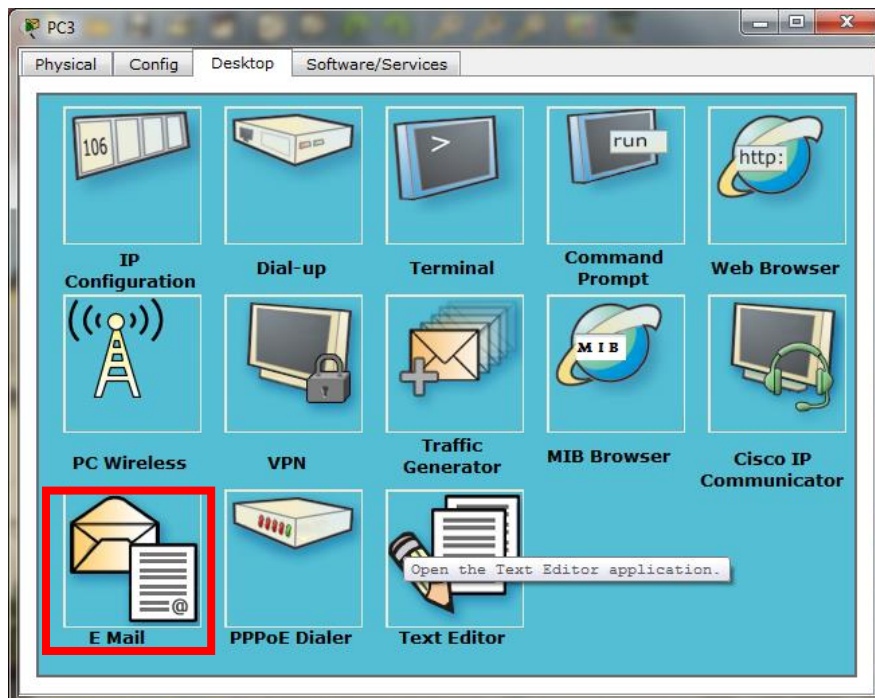 PC3
Physical Config Desktop Software/Services
106
>
run
http:
IP
Configuration
Dial-up
Terminal
Command
Prompt
Web Browser
MIB
PC Wireless
VPN
Traffic
Generator
MIB Browser
Cisco IP
Communicator
@
Open the Text Editor application.
E Mail
PPPoE Dialer
Text Editor